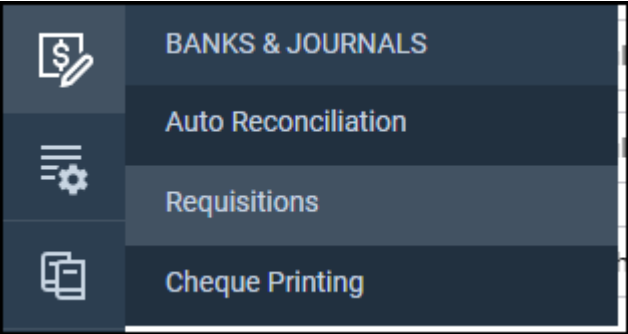 BANKS & JOURNALS
Auto Reconciliation
Requisitions
Cheque Printing